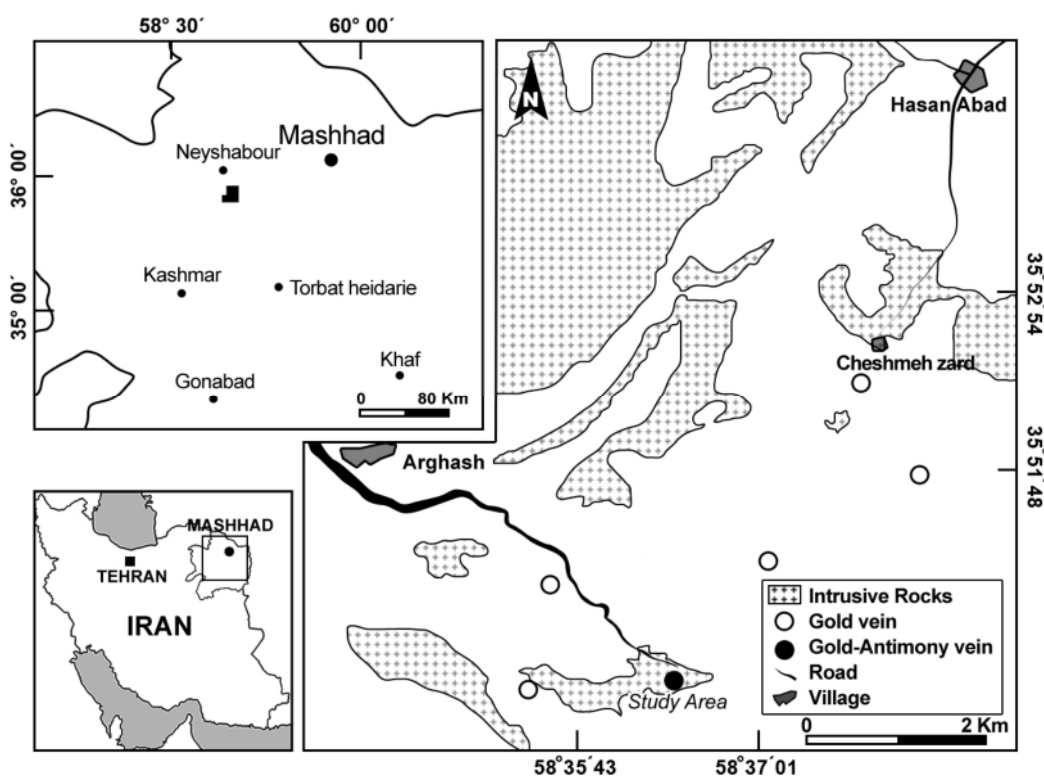 58° 30´
60° 00´
36° 00´
35° 00´
Mashhad
Neyshabour
Kashmar
Torbat heidarie
Khaf
Gonabad
0 80 Km
N
Hasan Abad
Cheshmeh zard
35° 52´ 54
35° 51´ 48
Arghash
Study Area
Intrusive Rocks
Gold vein
Gold-Antimony vein
Road
Village
0 2 Km
58° 35´ 43
58° 37´ 01
MASHHAD
TEHRAN
IRAN